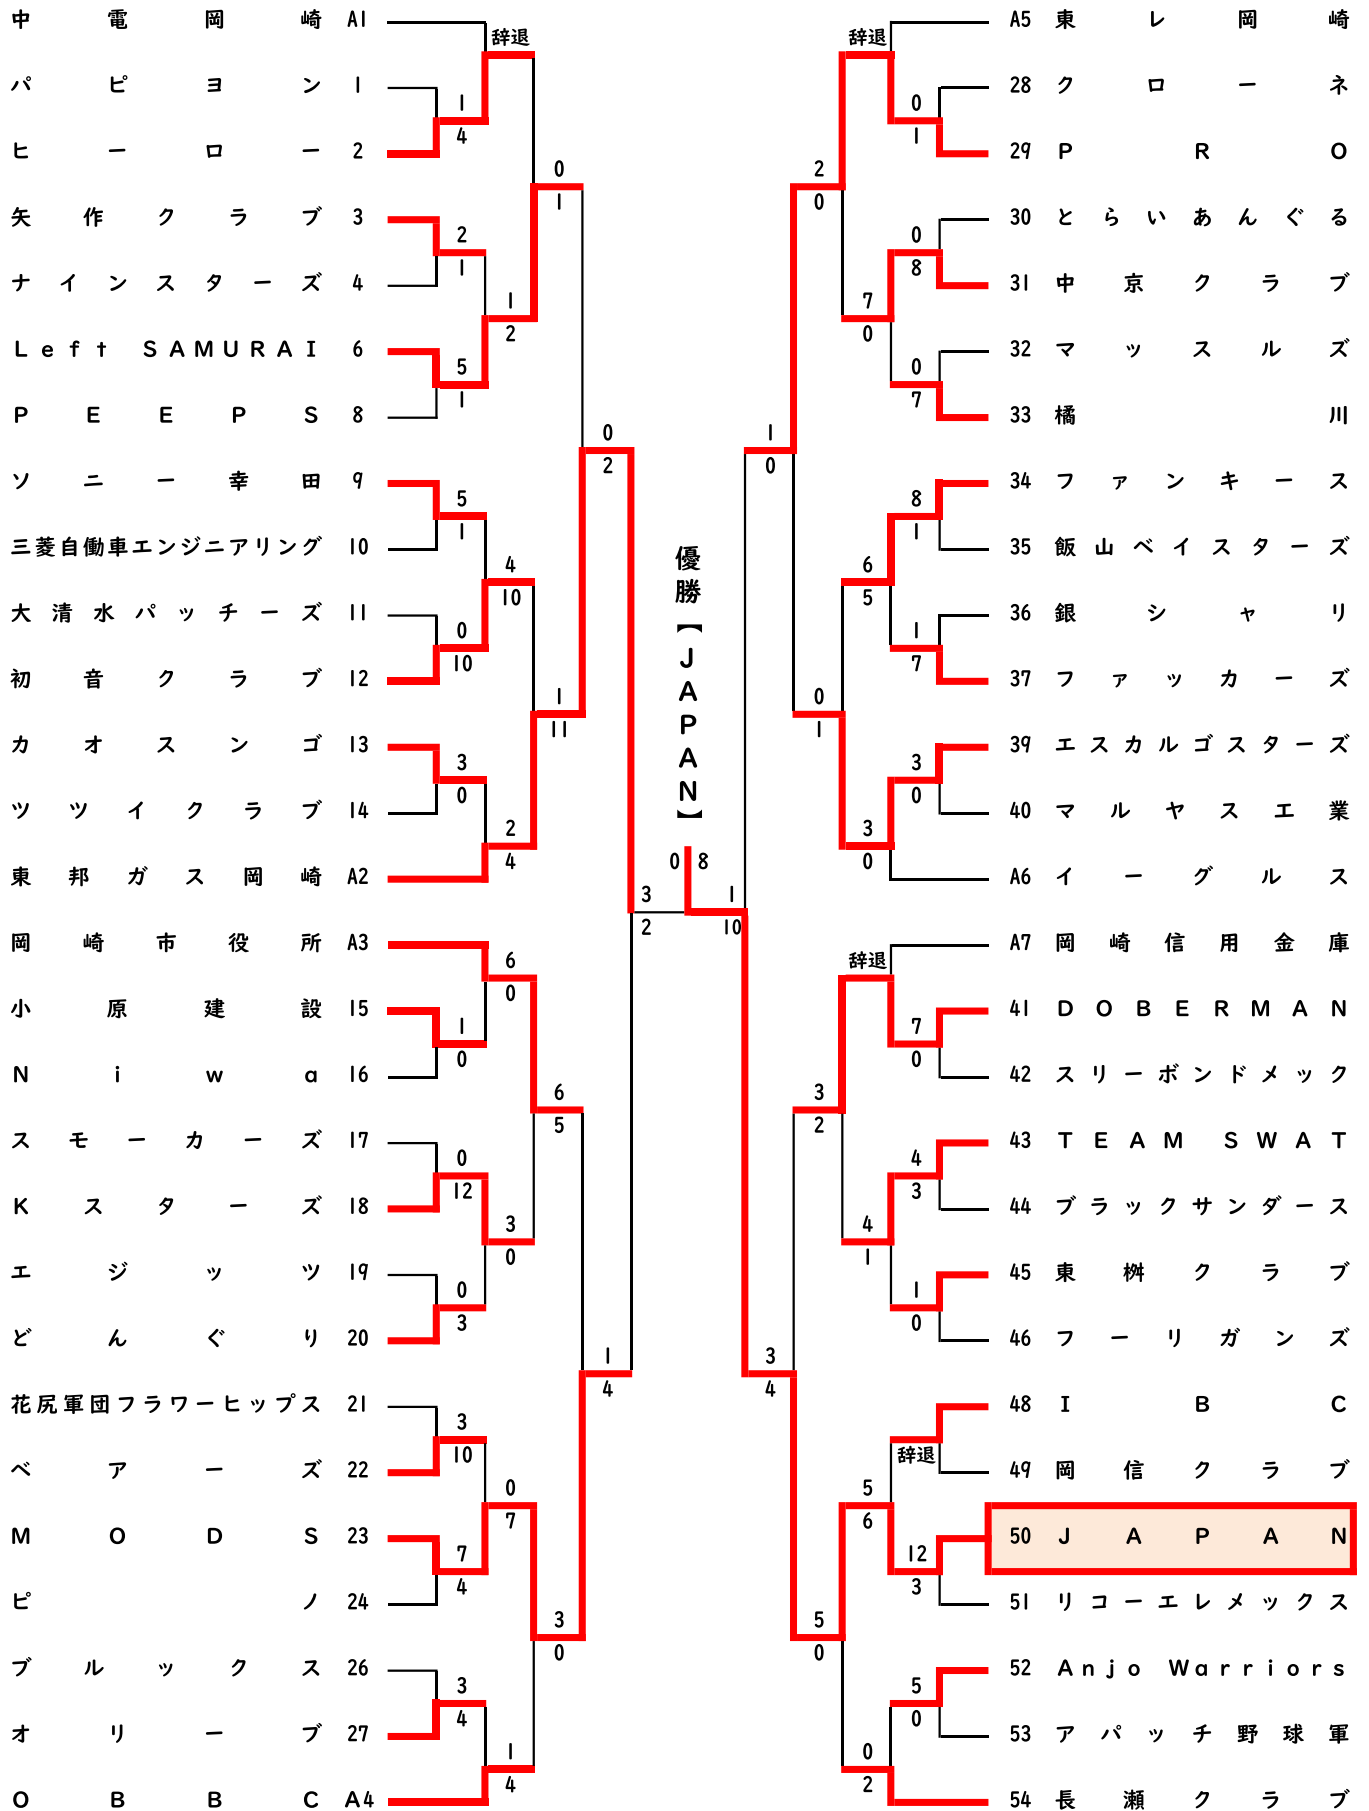 中電岡崎 A1
辞退
パピヨン 1
1
4
ヒーロー 2
0
1
矢作クラブ 3
2
1
ナインスターズ 4
1
2
Left SAMURAI 6
5
1
PEEPS 8
0
2
ソニー幸田 9
5
1
三菱自働車エンジニアリング 10
4
10
大清水パッチーズ 11
0
10
初音クラブ 12
1
11
カオスンゴ 13
3
0
ツツイクラブ 14
2
4
東邦ガス岡崎 A2
3
2
岡崎市役所 A3
6
0
小原建設 15
1
0
Niwa 16
6
5
スモーカーズ 17
0
12
Kスターズ 18
3
0
エジッツ 19
0
3
どんぐり 20
1
4
花尻軍団フラワーヒップス 21
3
10
ベアーズ 22
0
7
MODS 23
7
4
ピノ 24
3
0
ブルックス 26
3
4
オリーブ 27
1
4
OBBC A4
優勝【JAPAN】
0 8
A5 東レ岡崎
辞退
28 クローネ
0
1
29 PRO
2
0
30 とらいあんぐる
0
8
31 中京クラブ
7
0
32 マッスルズ
0
7
33 橘川
1
0
34 ファンキース
8
1
35 飯山ベイスターズ
6
5
36 銀シャリ
1
7
37 ファッカーズ
0
1
39 エスカルゴスターズ
3
0
40 マルヤス工業
3
0
A6 イーグルス
1
10
A7 岡崎信用金庫
辞退
41 DOBERMAN
7
0
42 スリーボンドメック
3
2
43 TEAM SWAT
4
3
44 ブラックサンダース
4
1
45 東桝クラブ
1
0
46 フーリガンズ
3
4
48 IBC
辞退
49 岡信クラブ
5
6
50 JAPAN
12
3
51 リコーエレメックス
5
0
52 Anjo Warriors
5
0
53 アパッチ野球軍
0
2
54 長瀬クラブ